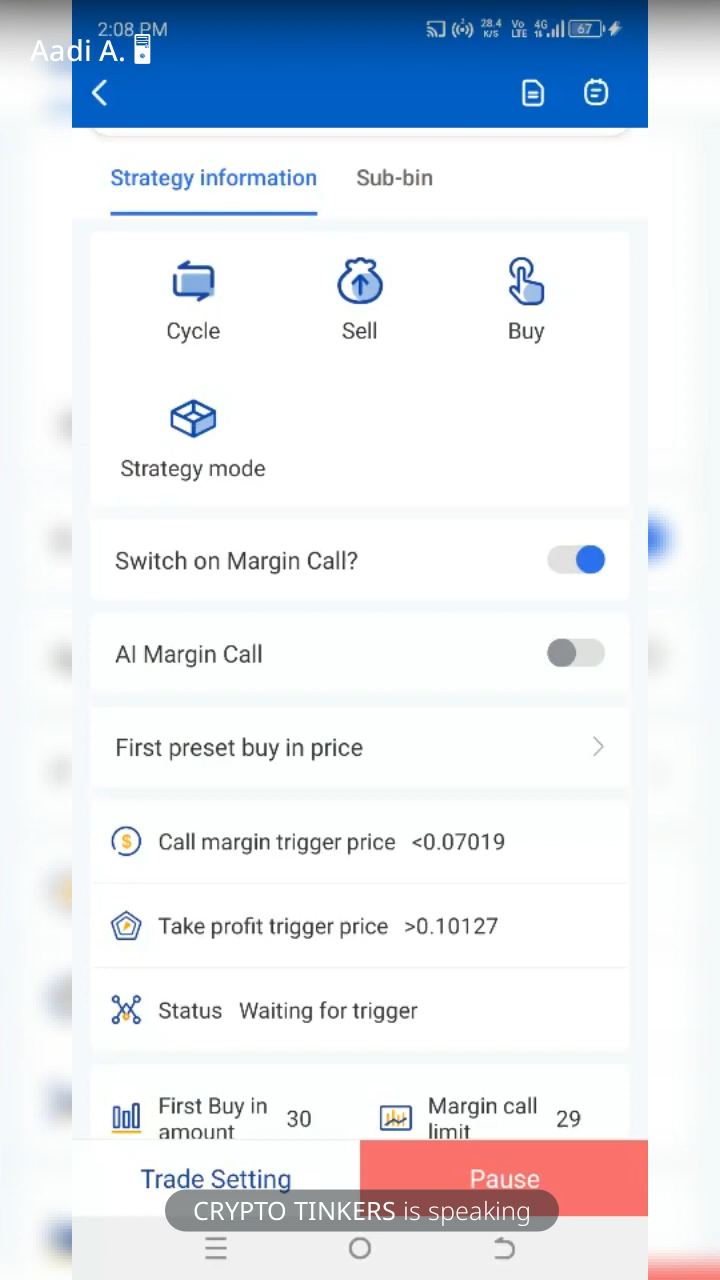 2:08 PM
28.4 K/S Vo LTE 4G 67
Aadi A.
Strategy information Sub-bin
Cycle Sell Buy
Strategy mode
Switch on Margin Call?
AI Margin Call
First preset buy in price
Call margin trigger price <0.07019
Take profit trigger price >0.10127
Status Waiting for trigger
First Buy in amount 30 Margin call limit 29
Trade Setting Pause
CRYPTO TINKERS is speaking